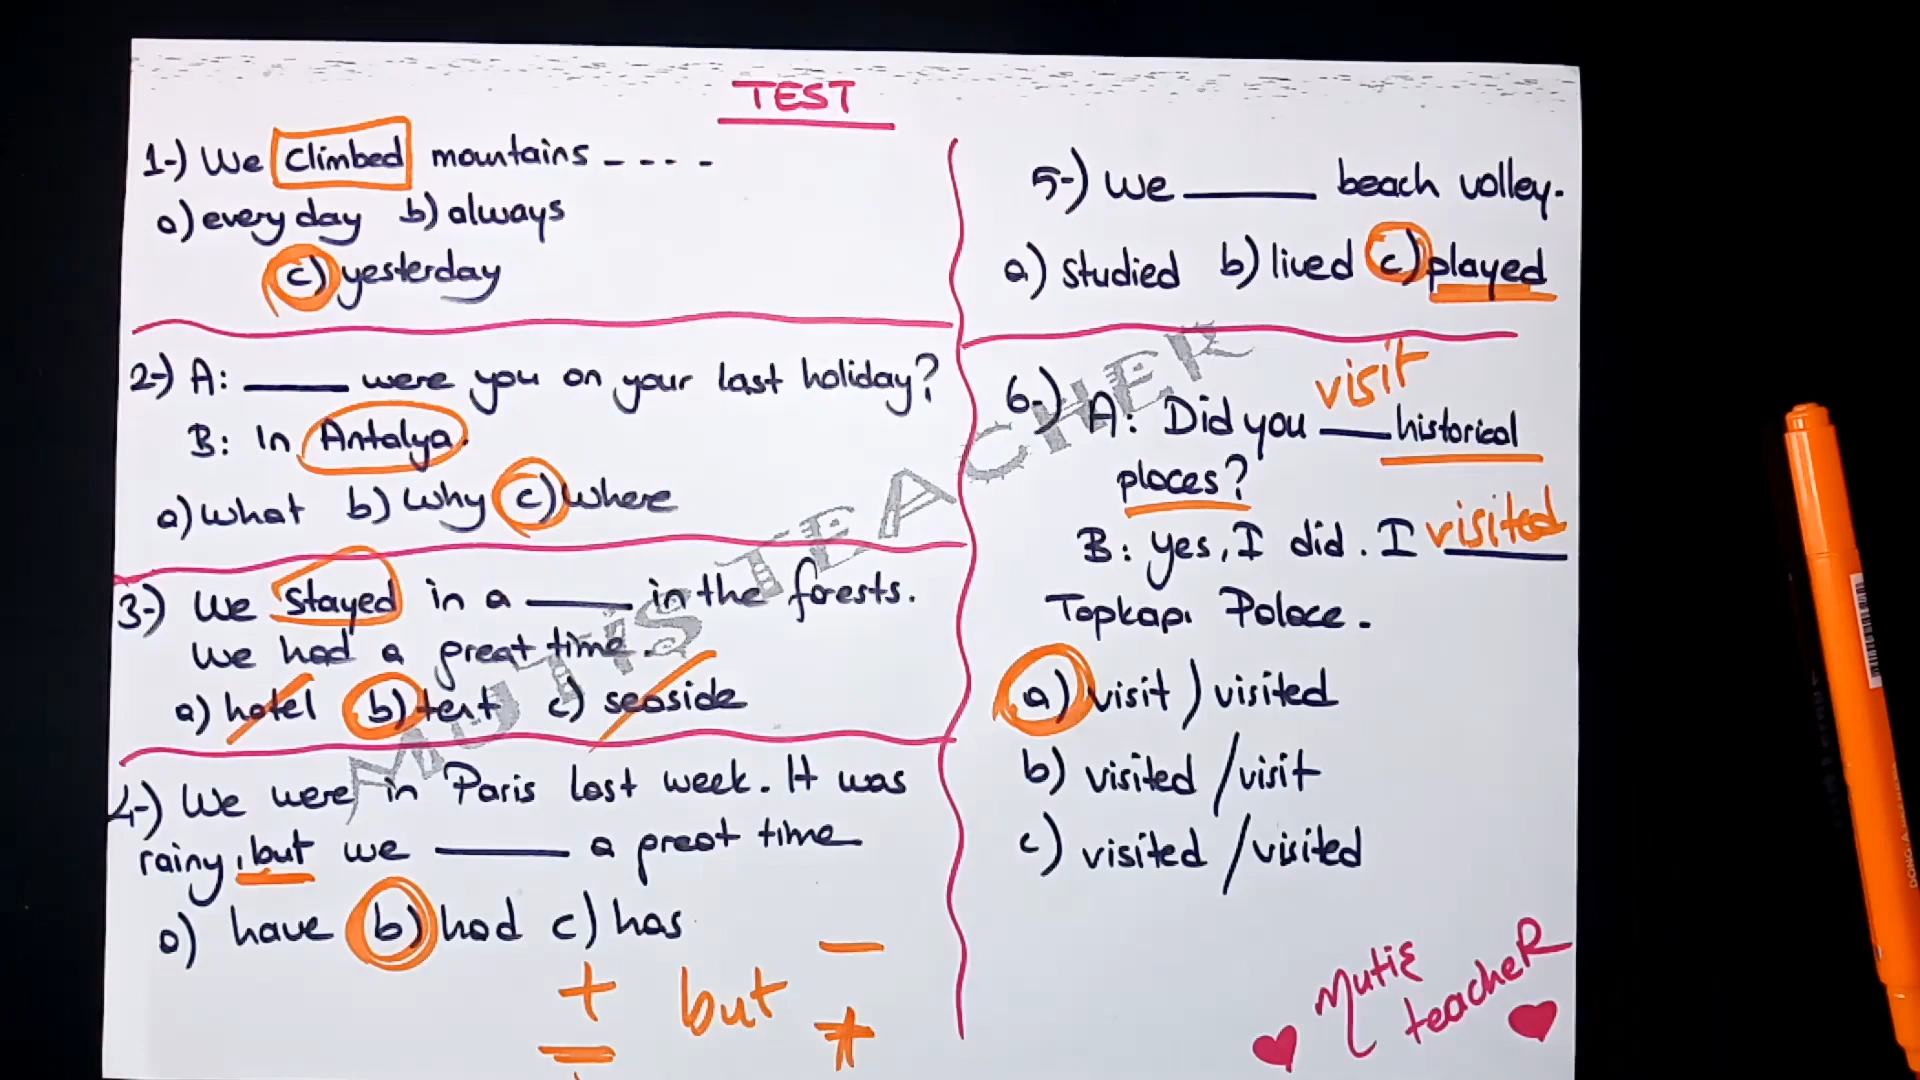 TEST
1-) We Climbed mountains - - - -
a) every day b) always
c) yesterday
2-) A: ____ were you on your last holiday?
B: In Antalya.
a) what b) why c) where
3-) We stayed in a ____ in the forests.
We had a great time.
a) hotel b) tent c) seaside
4-) We were in Paris last week. It was
rainy, but we ____ a great time
a) have b) had c) has
+ but -
- +
5-) We ____ beach volley.
a) studied b) lived c) played
visit
6-) A: Did you ____ historical
places?
B: yes, I did. I visited
Topkapı Palace.
a) visit / visited
b) visited / visit
c) visited / visited
Mutiş
teacheR
MUTİŞ TEACHER